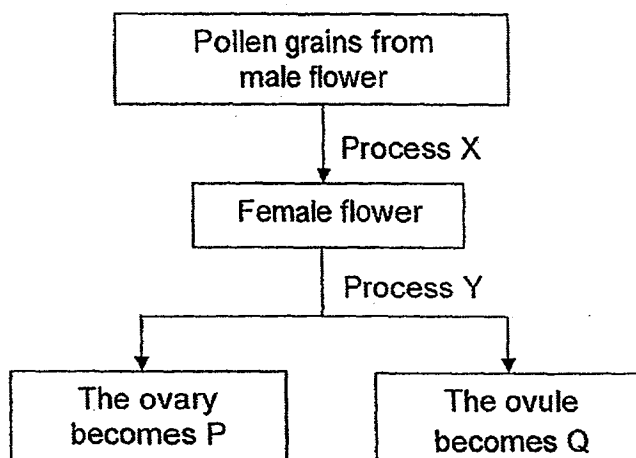 Pollen grains from
male flower
Process X
Female flower
Process Y
The ovary
becomes P
The ovule
becomes Q